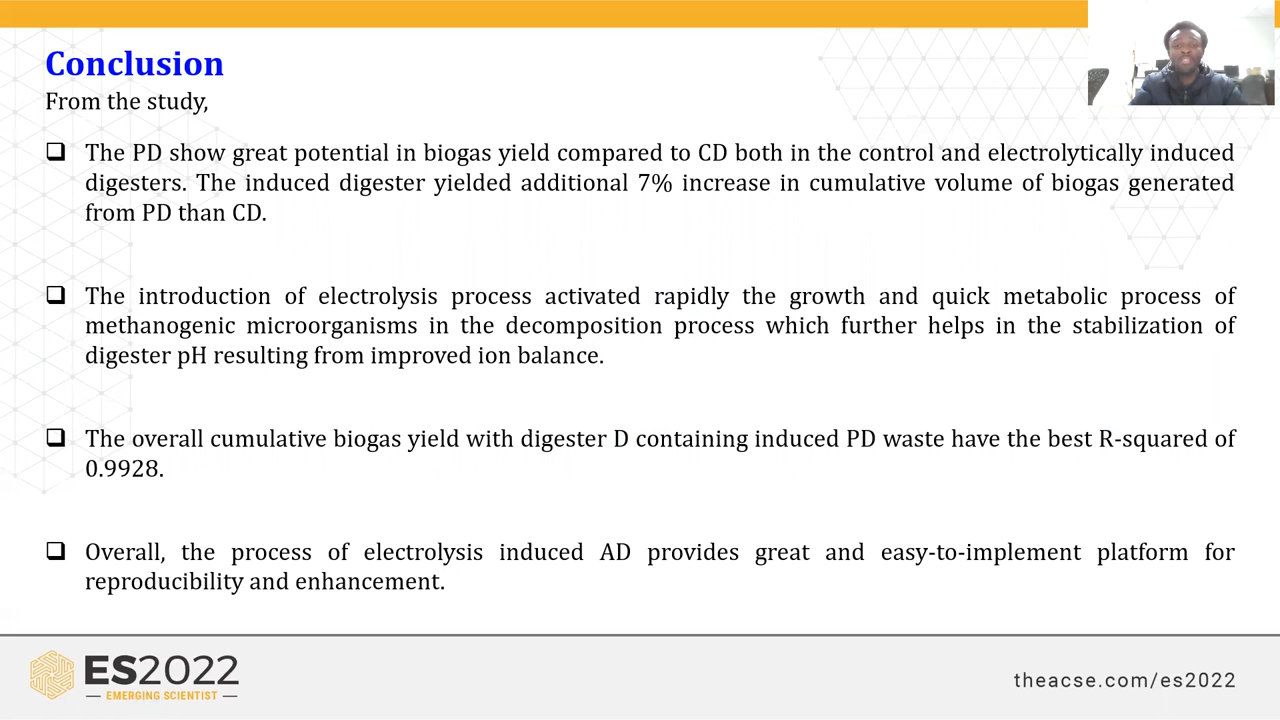 Conclusion
From the study,
❑ The PD show great potential in biogas yield compared to CD both in the control and electrolytically induced
digesters. The induced digester yielded additional 7% increase in cumulative volume of biogas generated
from PD than CD.
❑ The introduction of electrolysis process activated rapidly the growth and quick metabolic process of
methanogenic microorganisms in the decomposition process which further helps in the stabilization of
digester pH resulting from improved ion balance.
❑ The overall cumulative biogas yield with digester D containing induced PD waste have the best R-squared of
0.9928.
❑ Overall, the process of electrolysis induced AD provides great and easy-to-implement platform for
reproducibility and enhancement.
ES2022
EMERGING SCIENTIST
theacse.com/es2022